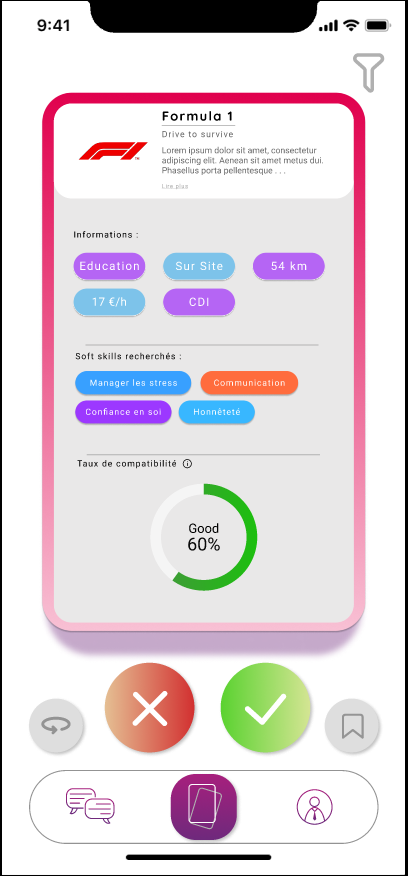 9:41
Formula 1
Drive to survive
Lorem ipsum dolor sit amet, consectetur
adipiscing elit. Aenean sit amet metus dui.
Phasellus porta pellentesque . . .
Lire plus
F1
TM
Informations :
Education
Sur Site
54 km
17 €/h
CDI
Soft skills recherchés :
Manager les stress
Communication
Confiance en soi
Honnêteté
Taux de compatibilité
Good
60%